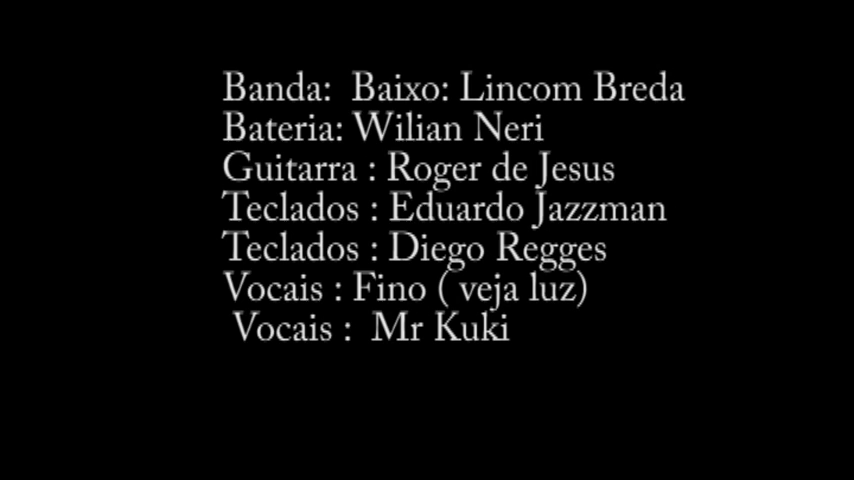 Banda:  Baixo: Lincom Breda
Bateria: Wilian Neri
Guitarra : Roger de Jesus
Teclados : Eduardo Jazzman
Teclados : Diego Regges
Vocais : Fino ( veja luz)
Vocais :  Mr Kuki